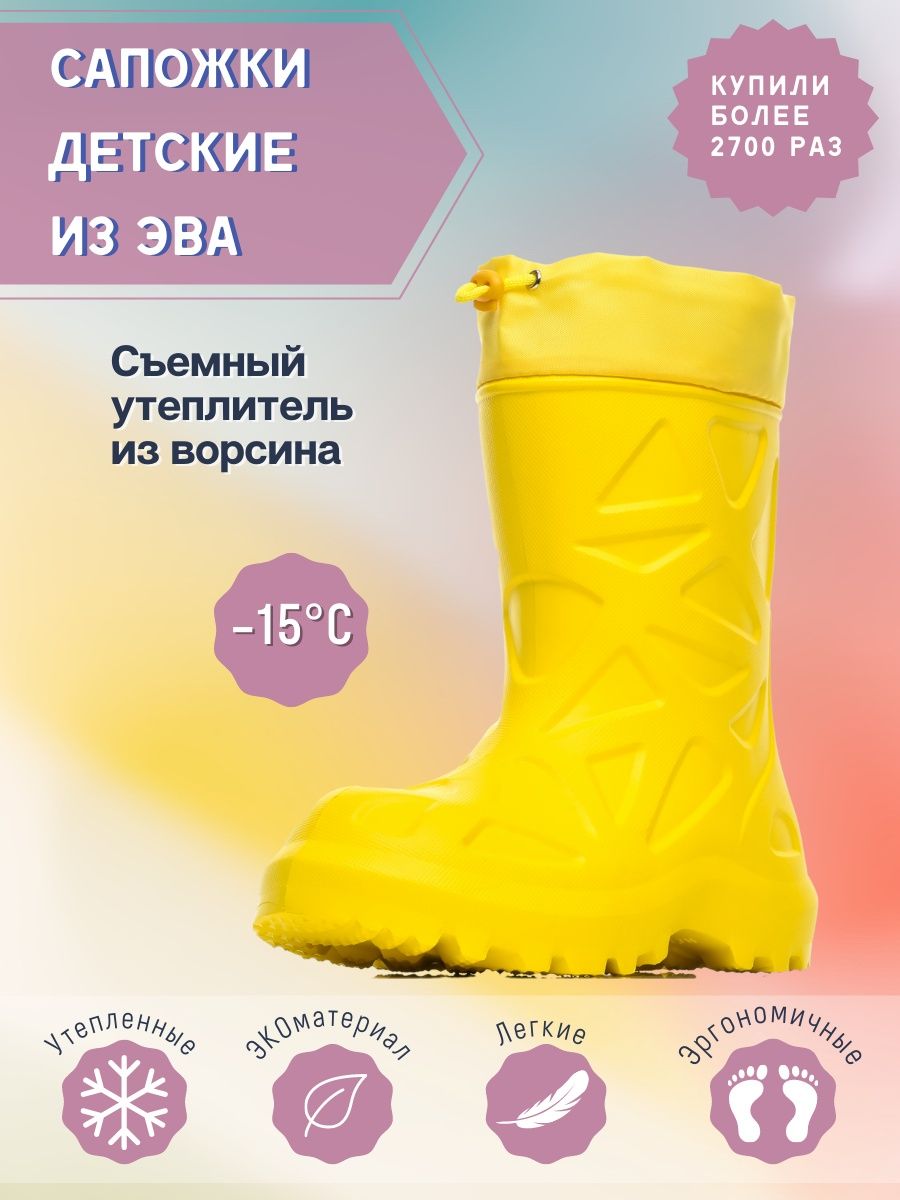 САПОЖКИ
ДЕТСКИЕ
ИЗ ЭВА
КУПИЛИ
БОЛЕЕ
2700 РАЗ
Съемный
утеплитель
из ворсина
-15°C
Утепленные
ЭКОматериал
Легкие
Эргономичные